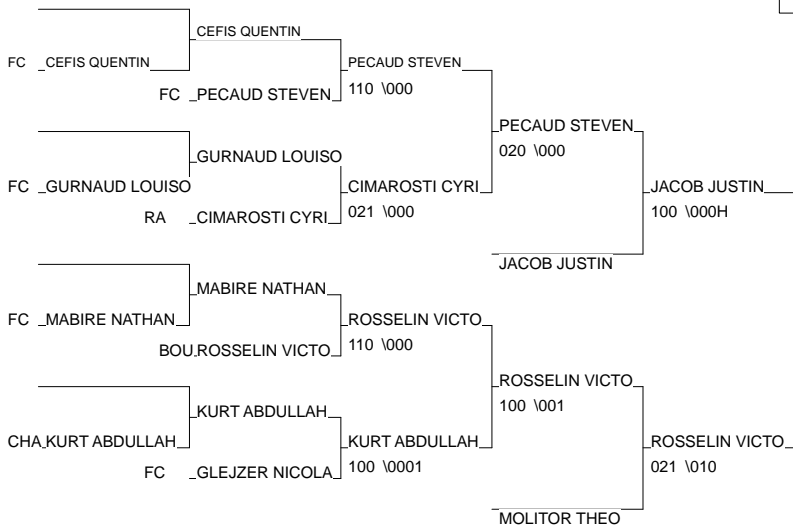 CEFIS QUENTIN
FC CEFIS QUENTIN
PECAUD STEVEN
110 \000
FC PECAUD STEVEN
PECAUD STEVEN
020 \000
GURNAUD LOUISO
FC GURNAUD LOUISO
CIMAROSTI CYRI
021 \000
RA CIMAROSTI CYRI
JACOB JUSTIN
100 \000H
JACOB JUSTIN
MABIRE NATHAN
FC MABIRE NATHAN
ROSSELIN VICTO
110 \000
BOU ROSSELIN VICTO
ROSSELIN VICTO
100 \001
KURT ABDULLAH
CHA KURT ABDULLAH
KURT ABDULLAH
100 \0001
FC GLEJZER NICOLA
ROSSELIN VICTO
021 \010
MOLITOR THEO